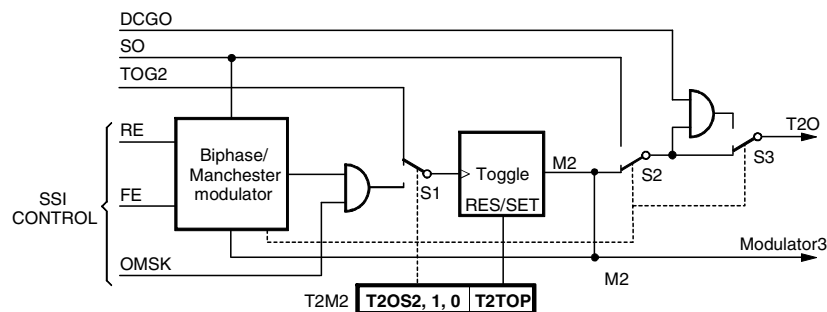 DCGO
SO
TOG2
RE
FE
SSI
CONTROL
OMSK
Biphase/
Manchester
modulator
S1
Toggle
RES/SET
M2
S2
S3
T2O
Modulator3
M2
T2M2
T2OS2, 1, 0
T2TOP